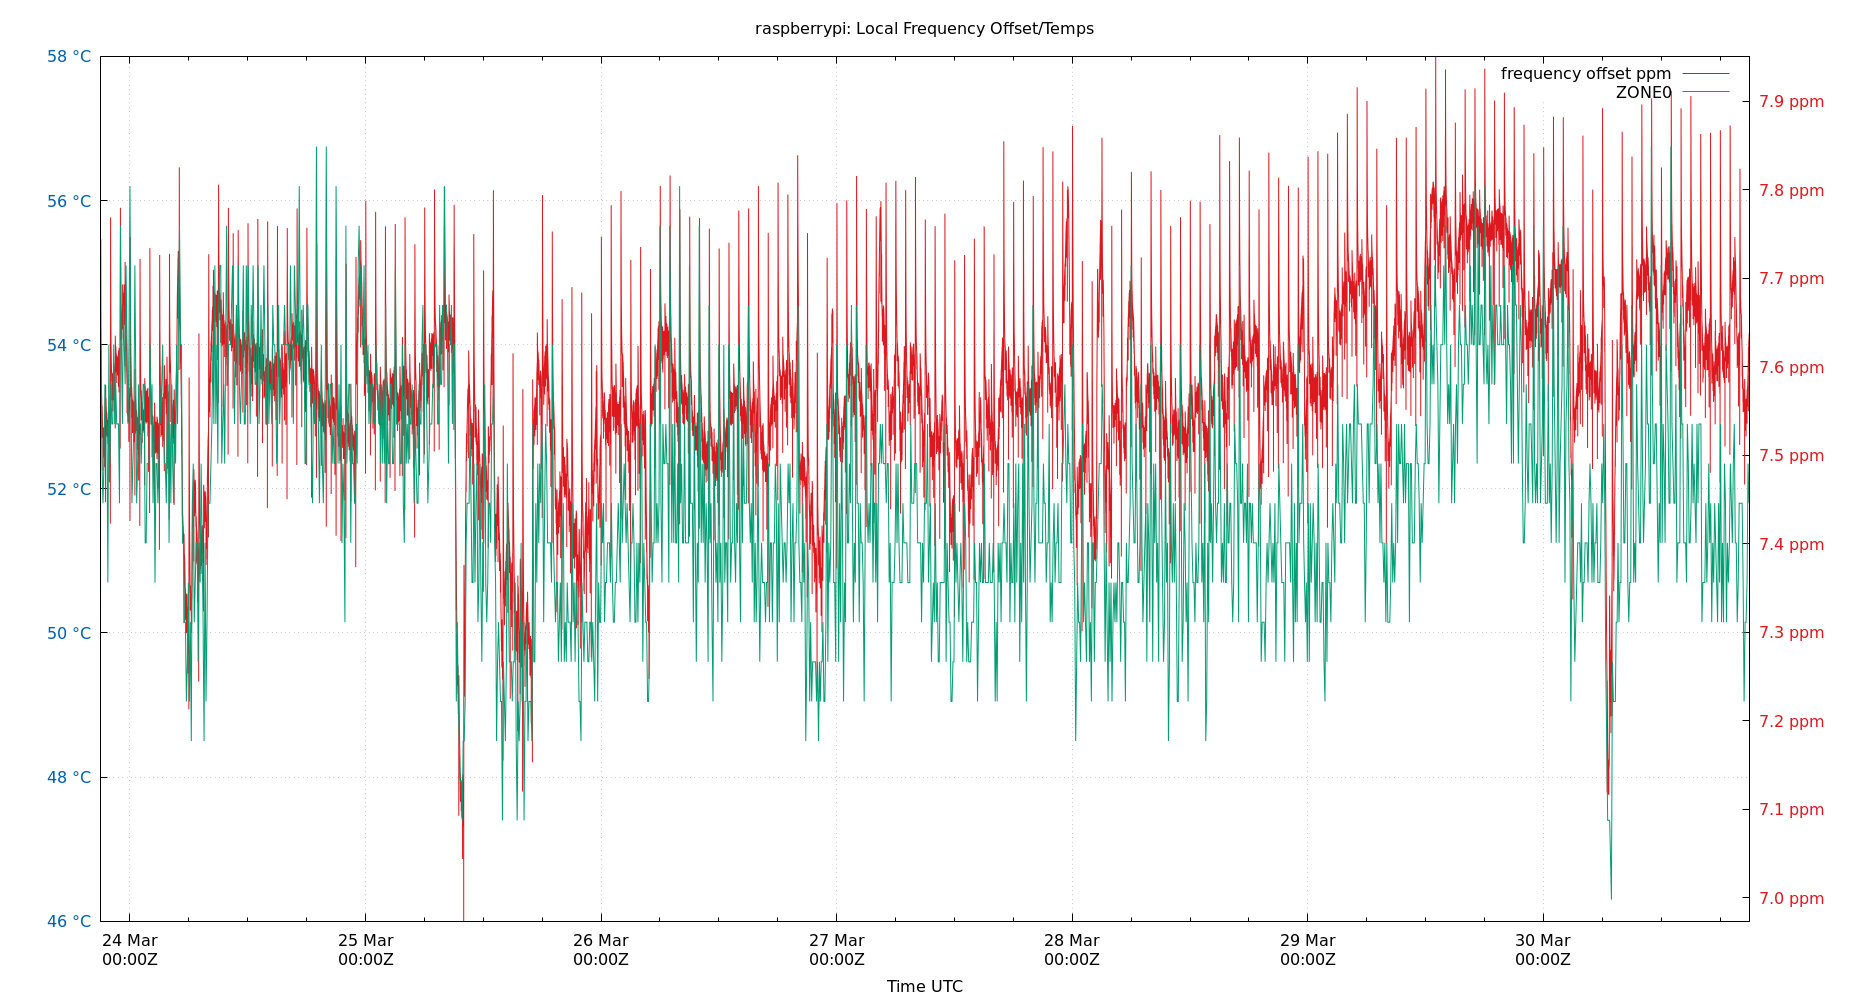 raspberrypi: Local Frequency Offset/Temps
frequency offset ppm
ZONE0
58 °C
56 °C
54 °C
52 °C
50 °C
48 °C
46 °C
7.9 ppm
7.8 ppm
7.7 ppm
7.6 ppm
7.5 ppm
7.4 ppm
7.3 ppm
7.2 ppm
7.1 ppm
7.0 ppm
24 Mar
00:00Z
25 Mar
00:00Z
26 Mar
00:00Z
27 Mar
00:00Z
28 Mar
00:00Z
29 Mar
00:00Z
30 Mar
00:00Z
Time UTC